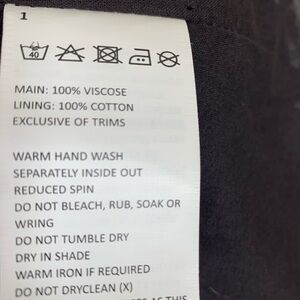 1
40
MAIN: 100% VISCOSE
LINING: 100% COTTON
EXCLUSIVE OF TRIMS
WARM HAND WASH
SEPARATELY INSIDE OUT
REDUCED SPIN
DO NOT BLEACH, RUB, SOAK OR
WRING
DO NOT TUMBLE DRY
DRY IN SHADE
WARM IRON IF REQUIRED
DO NOT DRYCLEAN (X)
AS THIS